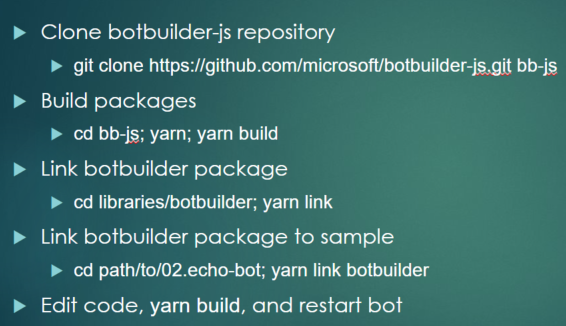 Clone botbuilder-js repository
git clone https://github.com/microsoft/botbuilder-js.git bb-js
Build packages
cd bb-js; yarn; yarn build
Link botbuilder package
cd libraries/botbuilder; yarn link
Link botbuilder package to sample
cd path/to/02.echo-bot; yarn link botbuilder
Edit code, yarn build, and restart bot